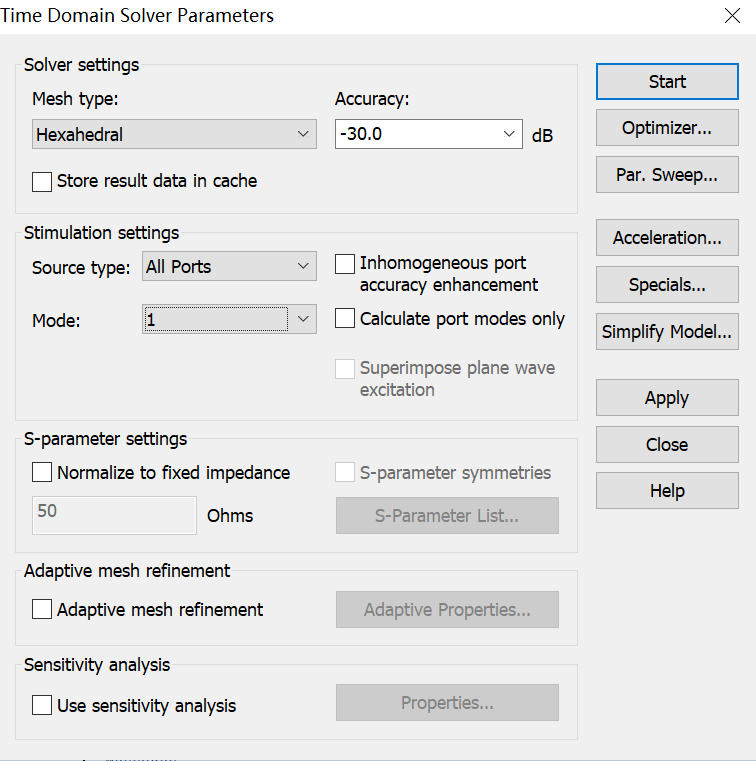 Time Domain Solver Parameters
Solver settings
Mesh type:
Accuracy:
Hexahedral
-30.0
dB
Store result data in cache
Stimulation settings
Source type:
All Ports
Inhomogeneous port
accuracy enhancement
Mode:
1
Calculate port modes only
Superimpose plane wave
excitation
S-parameter settings
Normalize to fixed impedance
S-parameter symmetries
50
Ohms
S-Parameter List...
Adaptive mesh refinement
Adaptive mesh refinement
Adaptive Properties...
Sensitivity analysis
Use sensitivity analysis
Properties...
Start
Optimizer...
Par. Sweep...
Acceleration...
Specials...
Simplify Model...
Apply
Close
Help